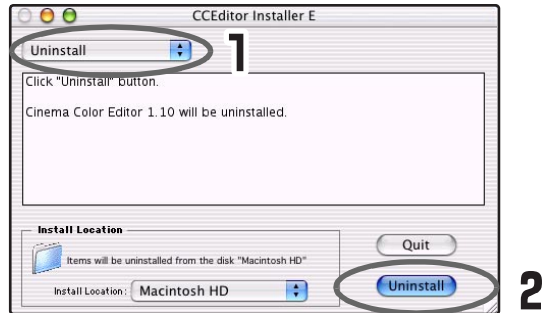 CCEditor Installer E
Uninstall
1
Click "Uninstall" button.
Cinema Color Editor 1.10 will be uninstalled.
Install Location
Items will be uninstalled from the disk "Macintosh HD"
Install Location: Macintosh HD
Quit
Uninstall
2